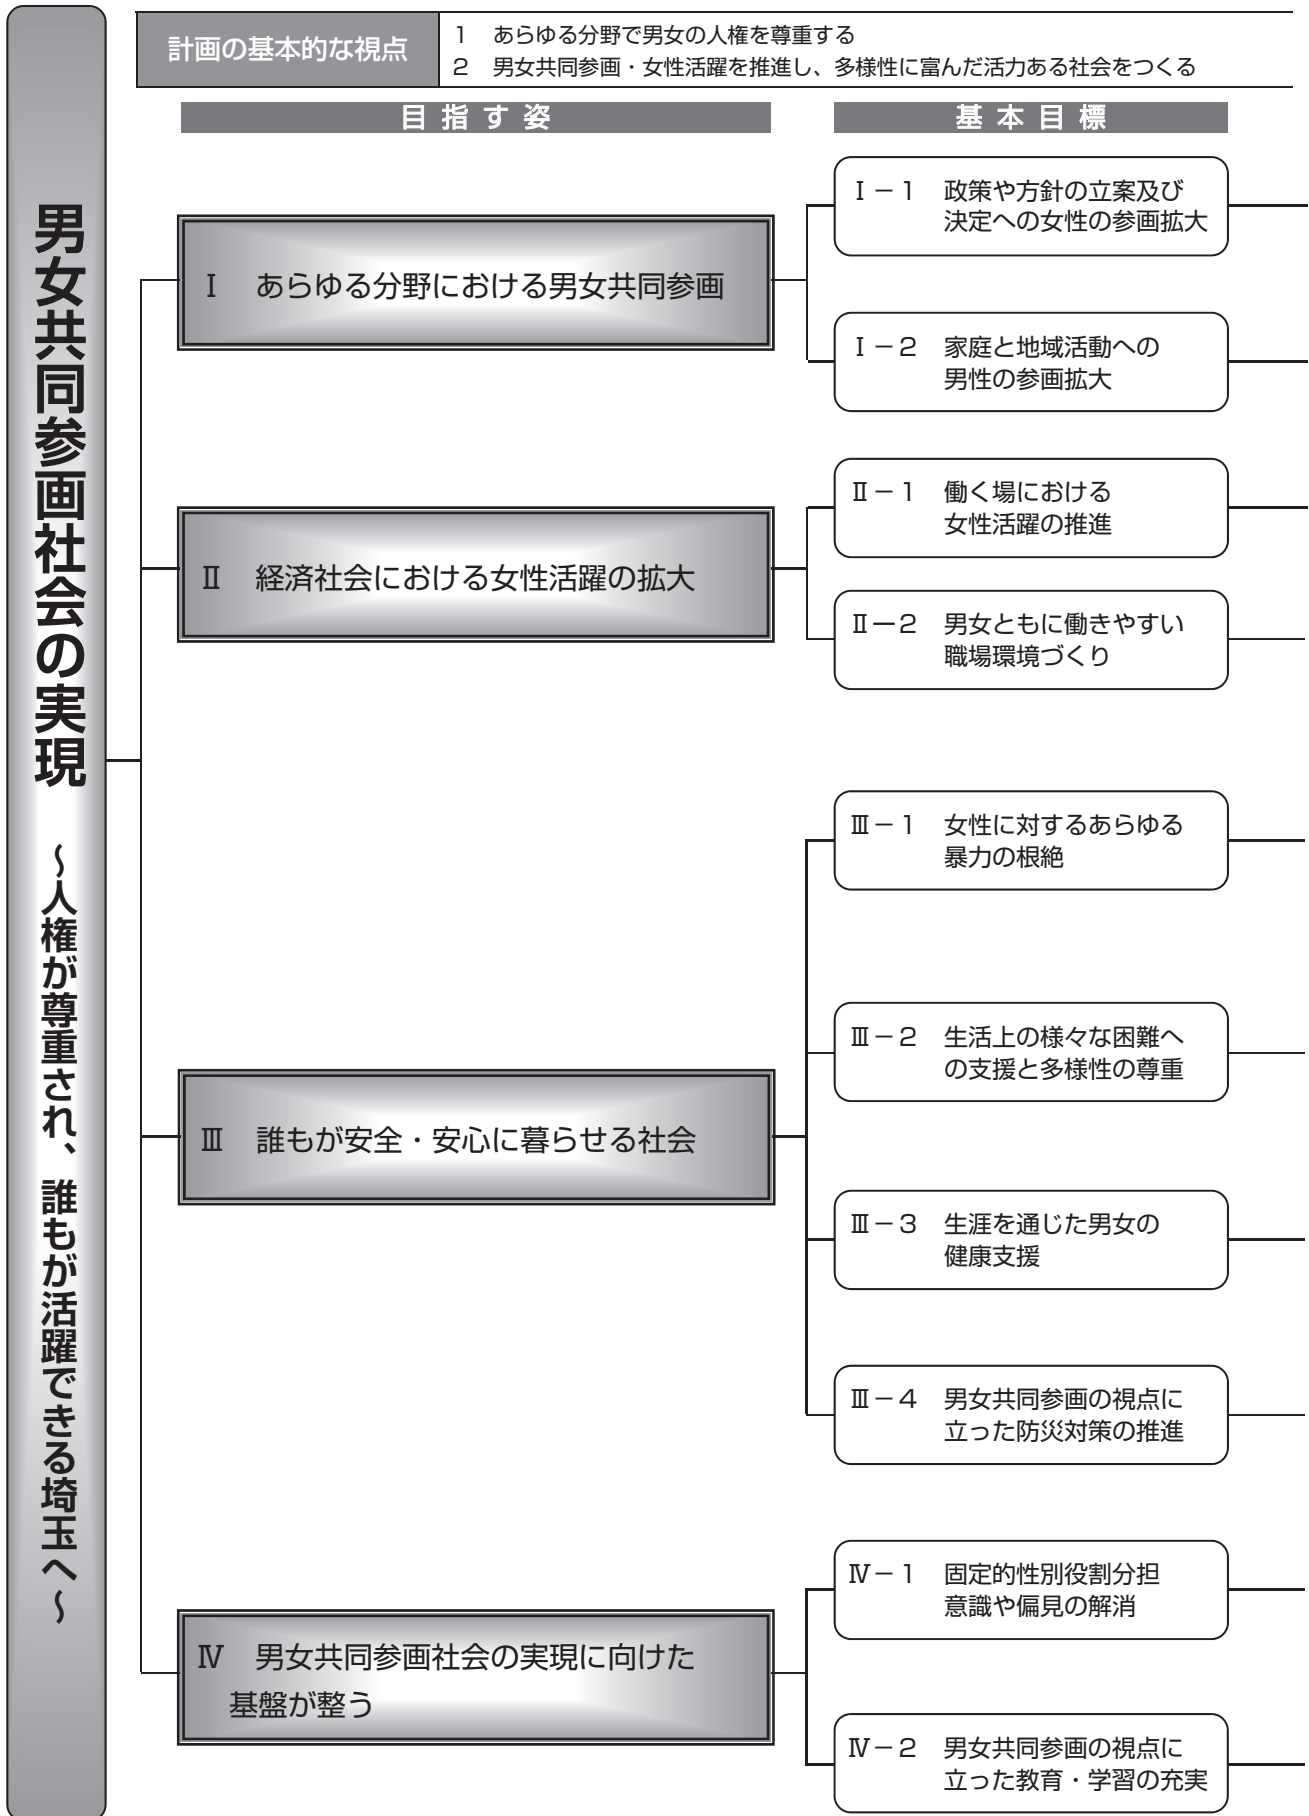 男女共同参画社会の実現 ～人権が尊重され、誰もが活躍できる埼玉へ～
計画の基本的な視点
1 あらゆる分野で男女の人権を尊重する
2 男女共同参画・女性活躍を推進し、多様性に富んだ活力ある社会をつくる
目指す姿
基本目標
Ⅰ あらゆる分野における男女共同参画
Ⅰ－1 政策や方針の立案及び
決定への女性の参画拡大
Ⅰ－2 家庭と地域活動への
男性の参画拡大
Ⅱ 経済社会における女性活躍の拡大
Ⅱ－1 働く場における
女性活躍の推進
Ⅱー2 男女ともに働きやすい
職場環境づくり
Ⅲ 誰もが安全・安心に暮らせる社会
Ⅲ－1 女性に対するあらゆる
暴力の根絶
Ⅲ－2 生活上の様々な困難へ
の支援と多様性の尊重
Ⅲ－3 生涯を通じた男女の
健康支援
Ⅲ－4 男女共同参画の視点に
立った防災対策の推進
Ⅳ 男女共同参画社会の実現に向けた
基盤が整う
Ⅳ－1 固定的性別役割分担
意識や偏見の解消
Ⅳ－2 男女共同参画の視点に
立った教育・学習の充実